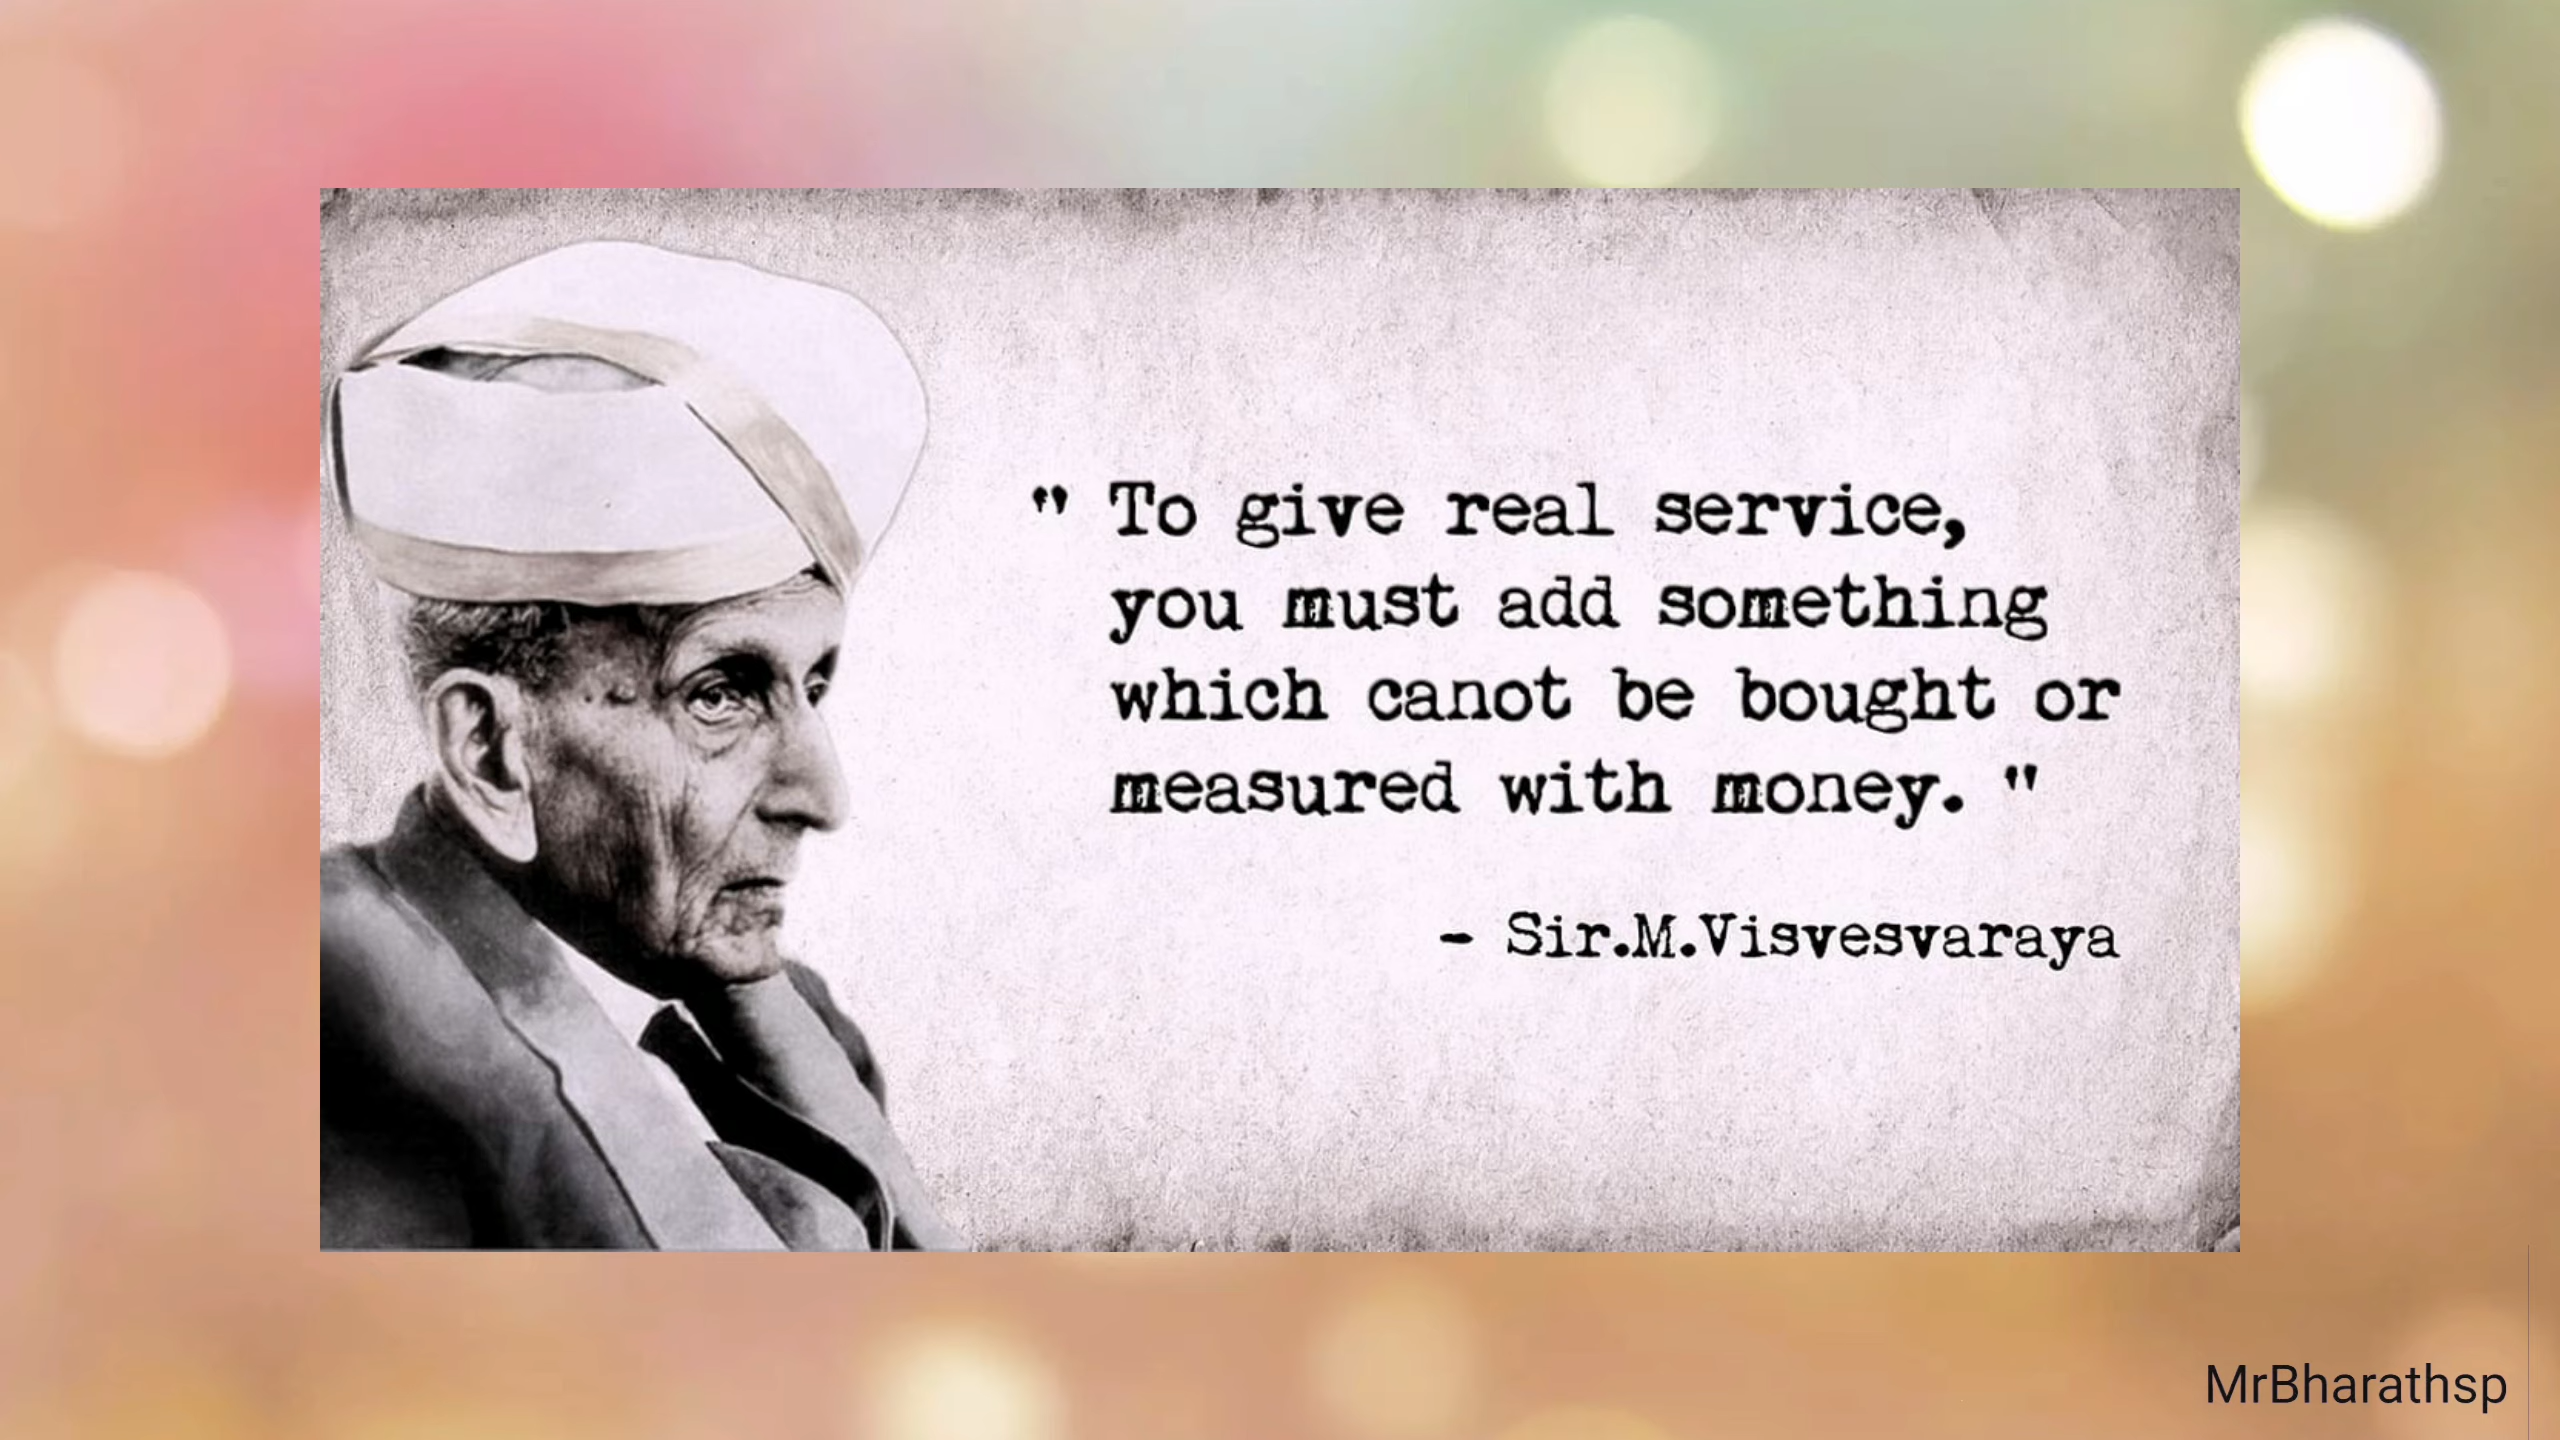 " To give real service,
you must add something
which canot be bought or
measured with money. "
- Sir.M.Visvesvaraya
MrBharathsp